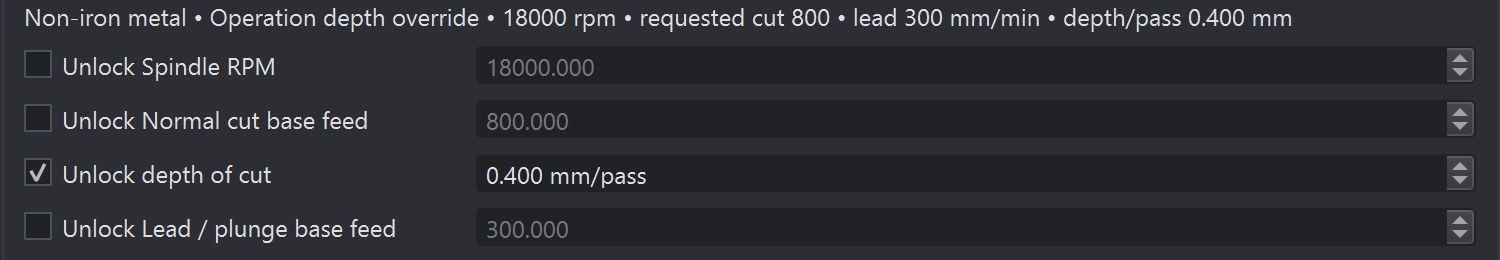 Non-iron metal • Operation depth override • 18000 rpm • requested cut 800 • lead 300 mm/min • depth/pass 0.400 mm
Unlock Spindle RPM 18000.000
Unlock Normal cut base feed 800.000
Unlock depth of cut 0.400 mm/pass
Unlock Lead / plunge base feed 300.000